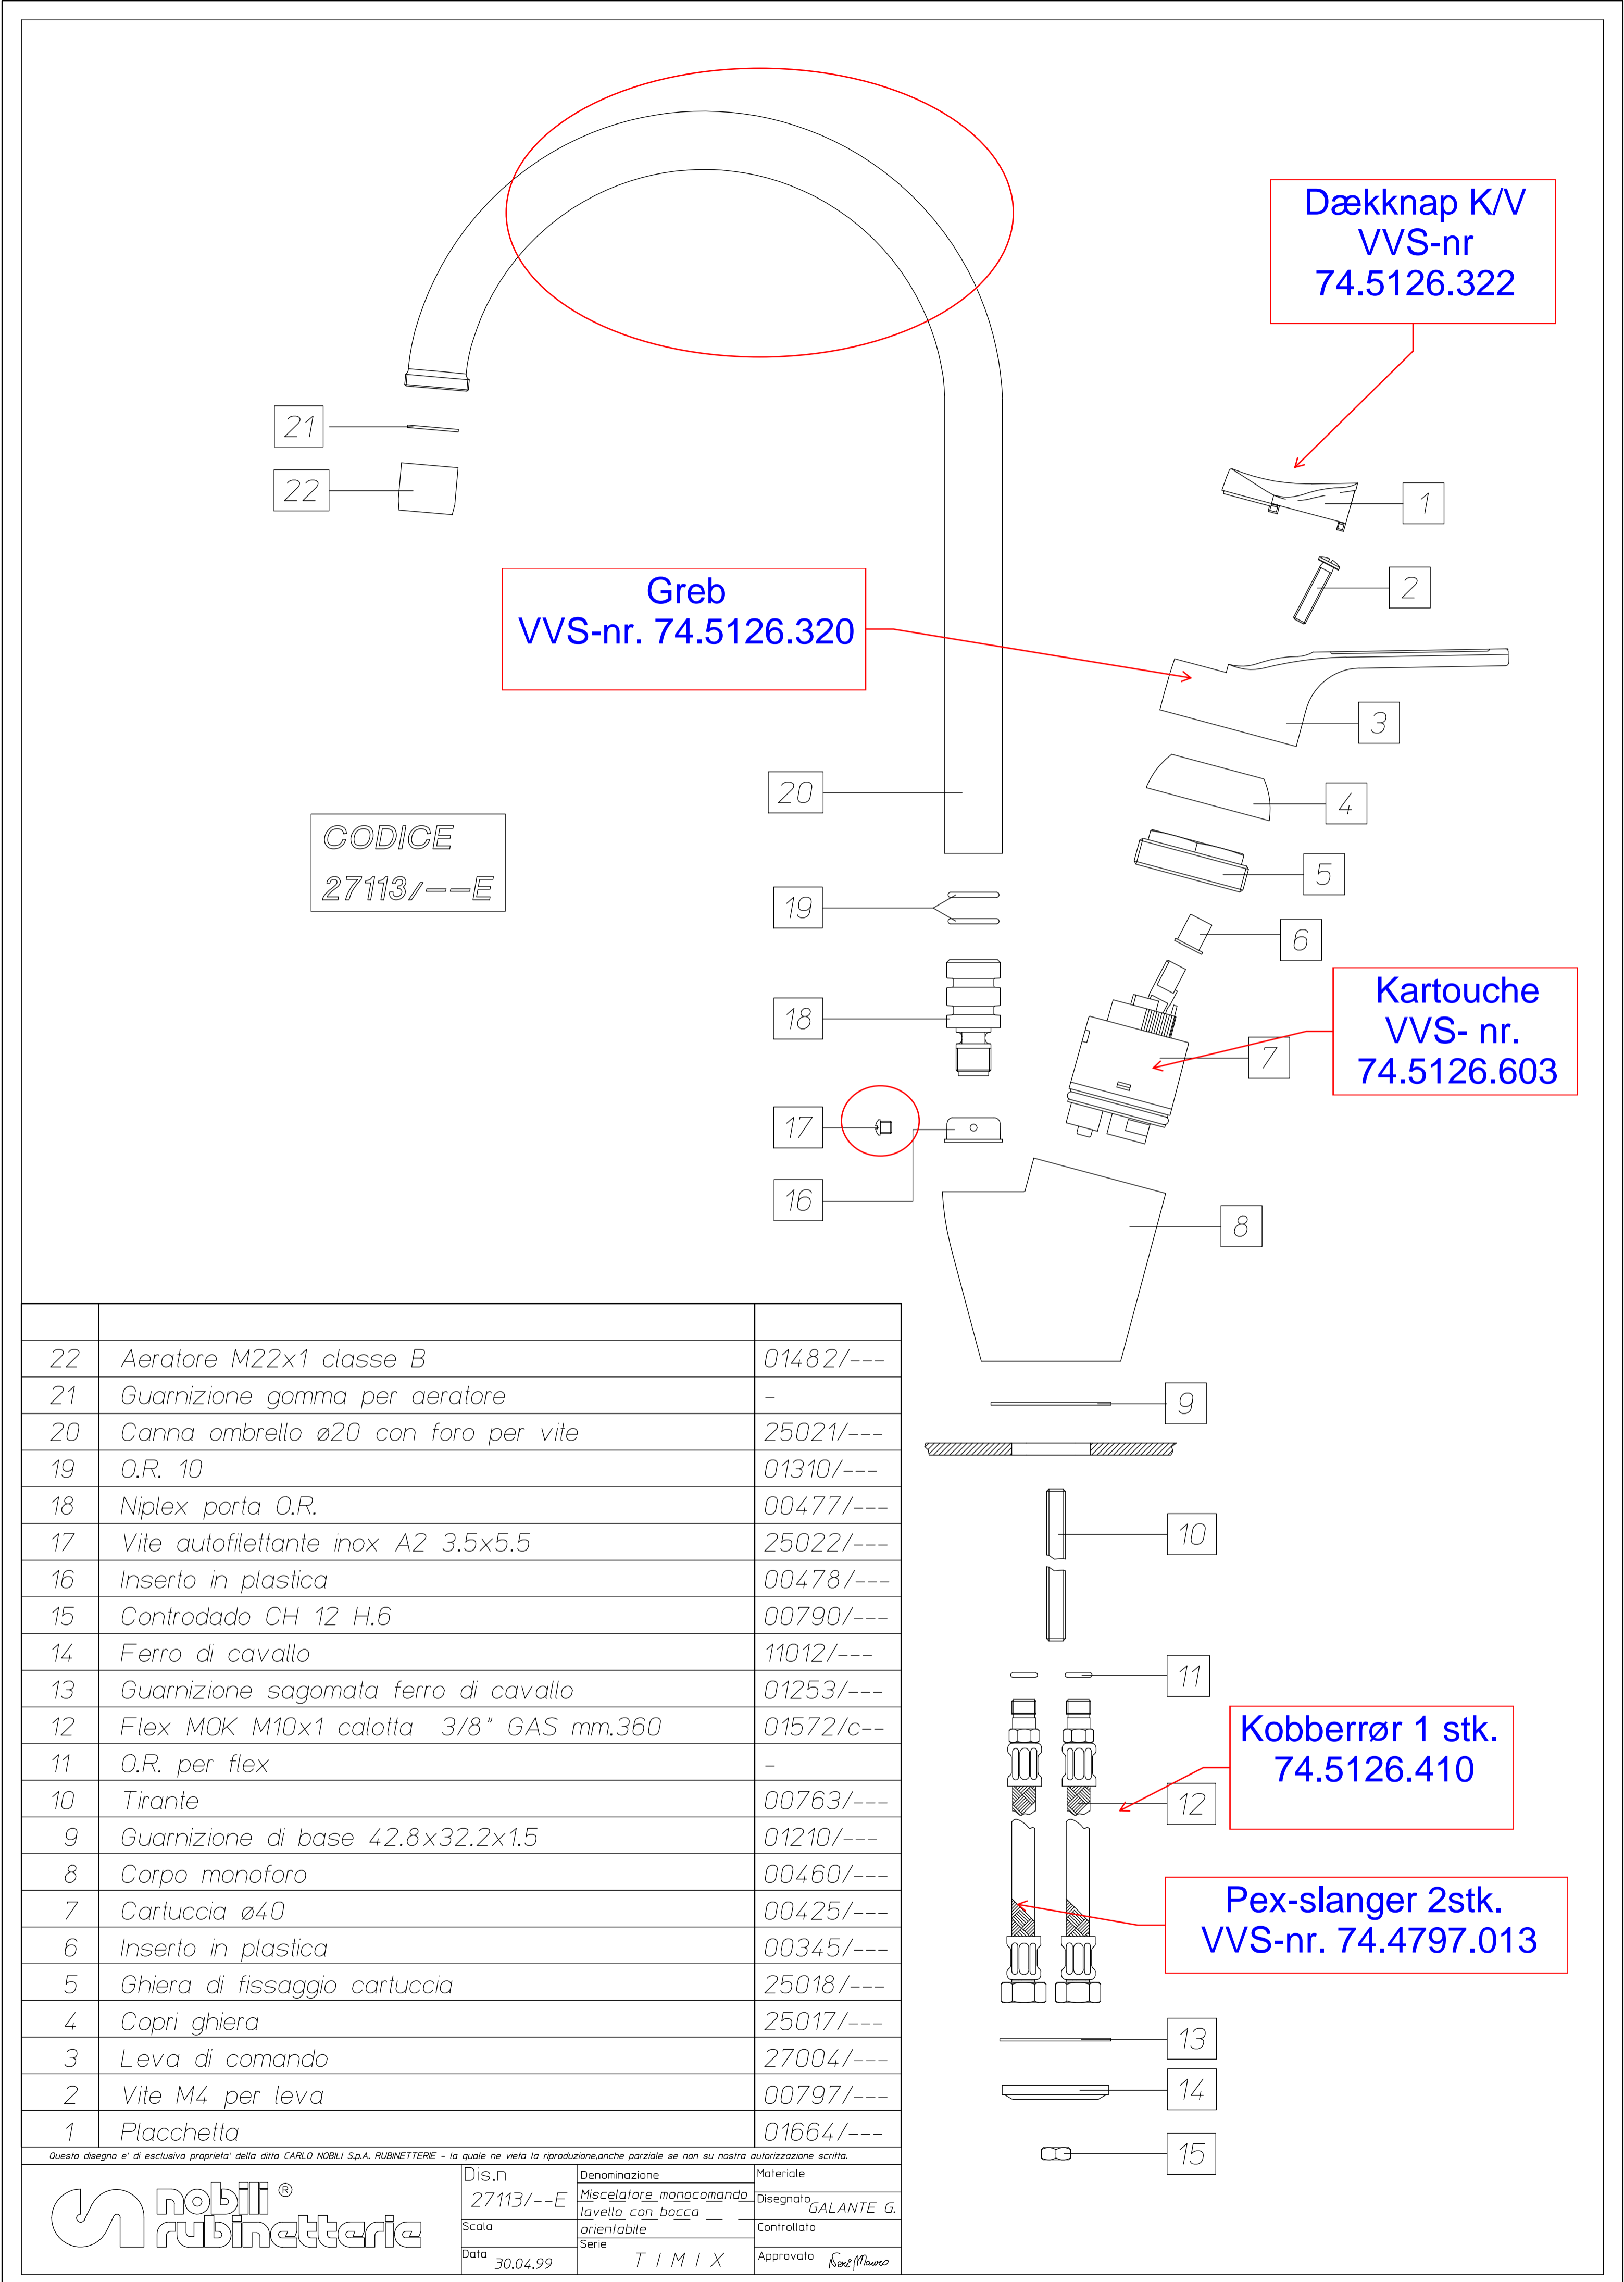 Dækknap K/V
VVS-nr
74.5126.322
21
22
1
2
Greb
VVS-nr. 74.5126.320
3
20
4
CODICE
27113/---E
5
19
6
Kartouche
VVS- nr.
74.5126.603
18
7
17
16
8
22 Aeratore M22x1 classe B 01482/---
21 Guarnizione gomma per aeratore -
20 Canna ombrello ø20 con foro per vite 25021/---
19 O.R. 10 01310/---
18 Niplex porta O.R. 00477/---
17 Vite autofilettante inox A2 3.5x5.5 25022/---
16 Inserto in plastica 00478/---
15 Controdado CH 12 H.6 00790/---
14 Ferro di cavallo 11012/---
13 Guarnizione sagomata ferro di cavallo 01253/---
12 Flex MOK M10x1 calotta 3/8" GAS mm.360 01572/c--
11 O.R. per flex -
10 Tirante 00763/---
9 Guarnizione di base 42.8x32.2x1.5 01210/---
8 Corpo monoforo 00460/---
7 Cartuccia ø40 00425/---
6 Inserto in plastica 00345/---
5 Ghiera di fissaggio cartuccia 25018/---
4 Copri ghiera 25017/---
3 Leva di comando 27004/---
2 Vite M4 per leva 00797/---
1 Placchetta 01664/---
9
10
11
Kobberrør 1 stk.
74.5126.410
12
Pex-slanger 2stk.
VVS-nr. 74.4797.013
13
14
15
Questo disegno e' di esclusiva proprieta' della ditta CARLO NOBILI S.p.A. RUBINETTERIE - la quale ne vieta la riproduzione,anche parziale se non su nostra autorizzazione scritta.
nobili ®
rubinetterie
Dis.n
27113/--E
Scala
Data 30.04.99
Denominazione
Miscelatore monocomando
lavello con bocca
orientabile
Serie
TIMIX
Materiale
Disegnato GALANTE G.
Controllato
Approvato Neri Mauro